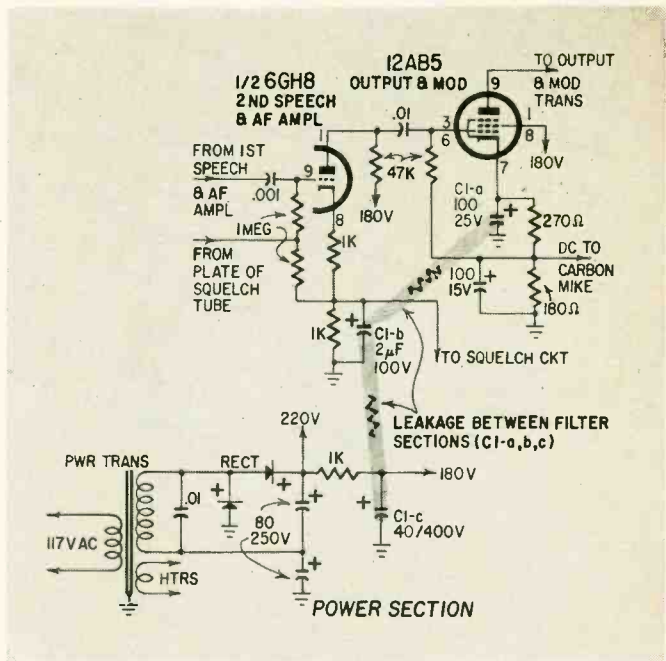 12AB5
OUTPUT & MOD
1/2 6GH8
2ND SPEECH
& AF AMPL
TO OUTPUT
& MOD
TRANS
9
1
.01
3
6
1
8
180V
7
FROM 1ST
SPEECH
& AF
AMPL
9
.001
8
47K
180V
C1-a
100
25V
+
270Ω
1MEG
FROM
PLATE OF
SQUELCH
TUBE
1K
DC TO
CARBON
MIKE
100
15V
+
180Ω
1K
+
C1-b
2μF
100V
TO SQUELCH CKT
LEAKAGE BETWEEN FILTER
SECTIONS (C1-a,b,c)
220V
PWR TRANS
RECT
+
1K
180V
.01
+
+
80
250V
+
+
C1-c
40/400V
117VAC
HTRS
POWER SECTION